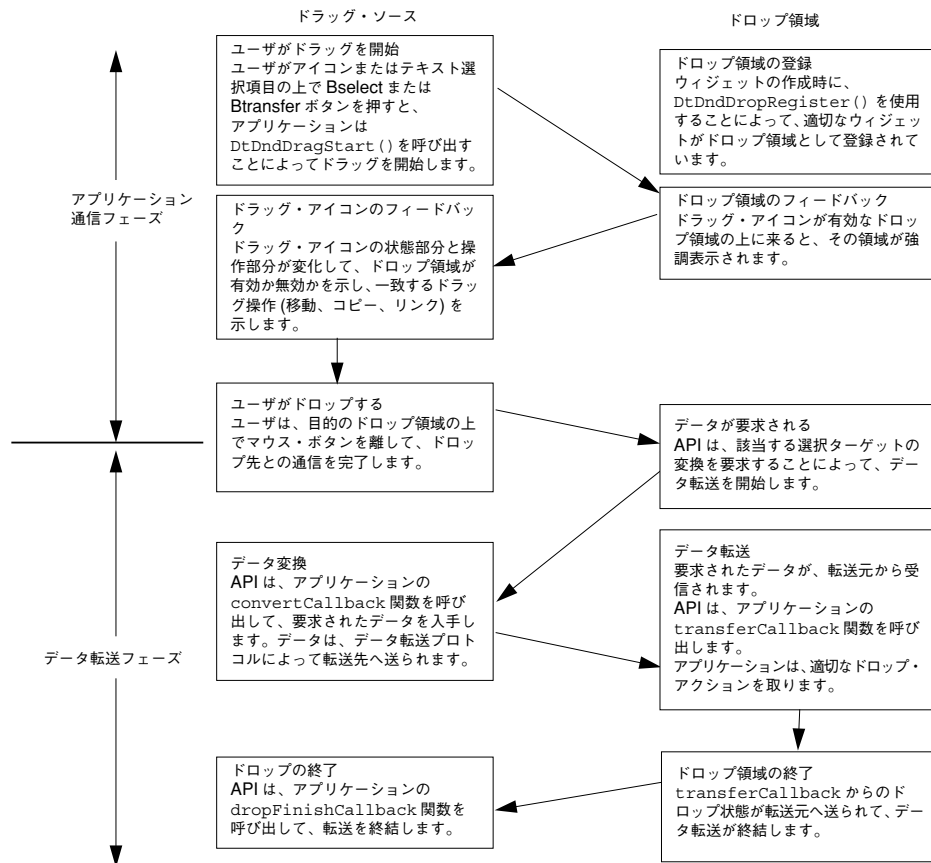 ドラッグ・ソース
ドロップ領域
ユーザがドラッグを開始
ユーザがアイコンまたはテキスト選
択項目の上で Bselect または
Btransfer ボタンを押すと、
アプリケーションは
DtDndDragStart() を呼び出す
ことによってドラッグを開始します。
ドロップ領域の登録
ウィジェットの作成時に、
DtDndDropRegister() を使用
することによって、適切なウィジェッ
トがドロップ領域として登録されて
います。
アプリケーション
通信フェーズ
ドロップ領域のフィードバック
ドラッグ・アイコンが有効なドロッ
プ領域の上に来ると、その領域が強
調表示されます。
ドラッグ・アイコンのフィードバッ
ク
ドラッグ・アイコンの状態部分と操
作部分が変化して、ドロップ領域が
有効か無効かを示し、一致するドラッ
グ操作 (移動、コピー、リンク) を
示します。
ユーザがドロップする
ユーザは、目的のドロップ領域の上
でマウス・ボタンを離して、ドロッ
プ先との通信を完了します。
データが要求される
API は、該当する選択ターゲットの
変換を要求することによって、デー
タ転送を開始します。
データ転送フェーズ
データ変換
API は、アプリケーションの
convertCallback 関数を呼び
出して、要求されたデータを入手し
ます。データは、データ転送プロト
コルによって転送先へ送られます。
データ転送
要求されたデータが、転送元から受
信されます。
API は、アプリケーションの
transferCallback 関数を呼び
出します。
アプリケーションは、適切なドロップ・
アクションを取ります。
ドロップの終了
API は、アプリケーションの
dropFinishCallback 関数を
呼び出して、転送を終結します。
ドロップ領域の終了
transferCallback からのド
ロップ状態が転送元へ送られて、デー
タ転送が終結します。